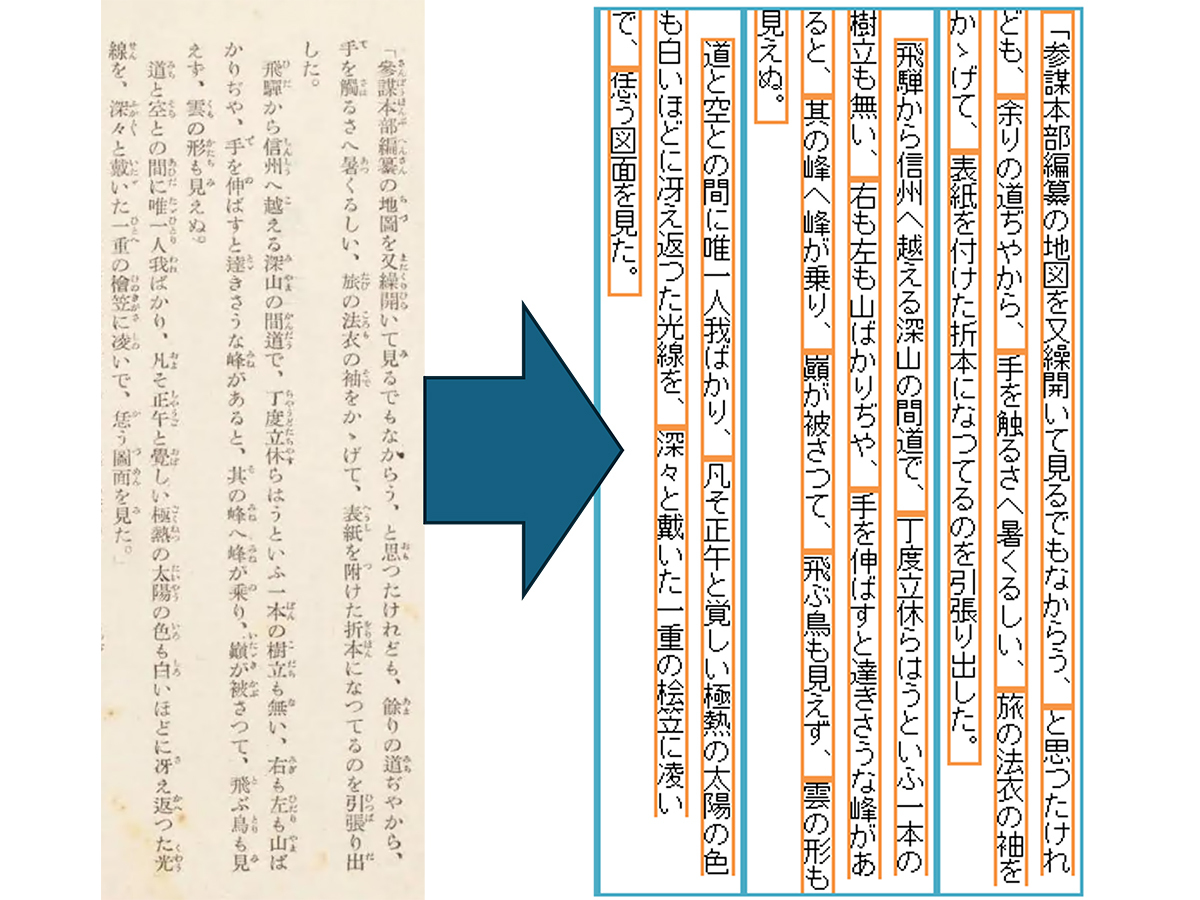 「參謀本部編纂の地圖を又繰開いて見るでもなからう、と思つたけれども、餘りの道ぢやから、
手を觸るさへ暑くるしい、旅の法衣の袖をかゝげて、表紙を附けた折本になつてるのを引張り出
した。
飛驒から信州へ越える深山の間道で、丁度立休らはうといふ一本の樹立も無い、右も左も山ば
かりぢや、手を伸ばすと達きさうな峰があると、其の峰へ峰が乘り、巓が被さつて、飛ぶ鳥も見
えず、雲の形も見えぬ。
道と空との間に唯一人我ばかり、凡そ正午と覺しい極熱の太陽の色も白いほどに冴え返つた光
線を、深々と戴いた一重の檜笠に凌いで、恁う圖面を見た。」
「参謀本部編纂の地図を又繰開いて見るでもなからう、と思つたけれ
ども、余りの道ぢやから、手を触るさへ暑くるしい、旅の法衣の袖を
かゝげて、表紙を付けた折本になつてるのを引張り出した。
飛騨から信州へ越える深山の間道で、丁度立休らはうといふ一本の
樹立も無い、右も左も山ばかりぢや、手を伸ばすと達きさうな峰があ
ると、其の峰へ峰が乗り、巓が被さつて、飛ぶ鳥も見えず、雲の形も
見えぬ。
道と空との間に唯一人我ばかり、凡そ正午と覚しい極熱の太陽の色
も白いほどに冴え返つた光線を、深々と戴いた一重の桧笠に凌い
で、恁う図面を見た。